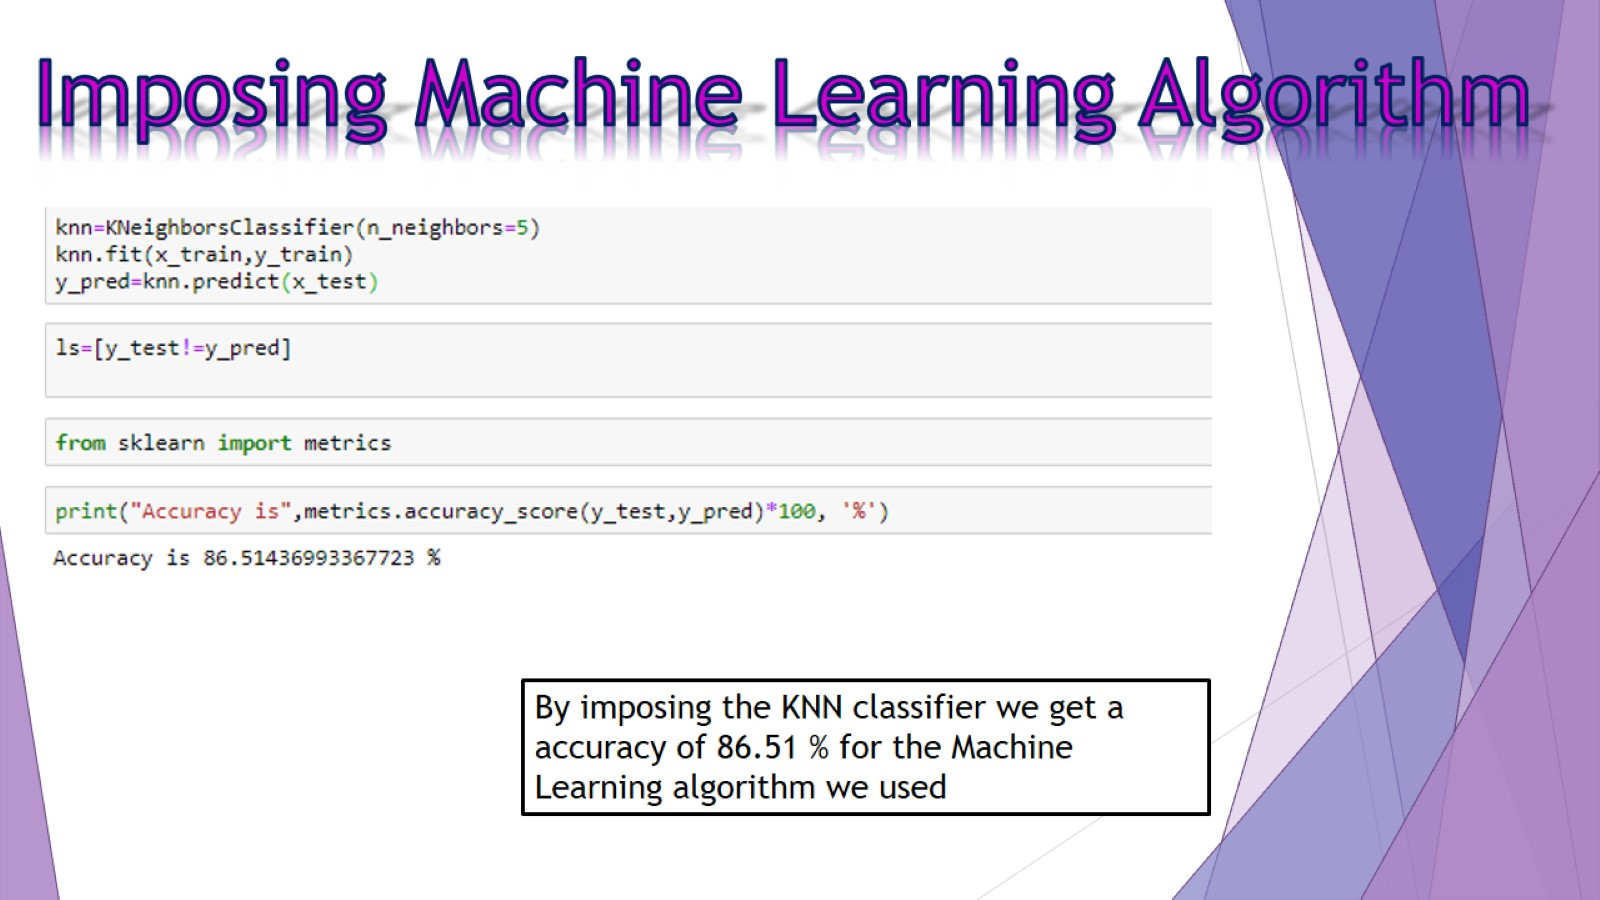 Imposing Machine Learning Algorithm
knn=KNeighborsClassifier(n_neighbors=5)
knn.fit(x_train,y_train)
y_pred=knn.predict(x_test)
ls=[y_test!=y_pred]
from sklearn import metrics
print("Accuracy is",metrics.accuracy_score(y_test,y_pred)*100, '%')
Accuracy is 86.51436993367723 %
By imposing the KNN classifier we get a
accuracy of 86.51 % for the Machine
Learning algorithm we used